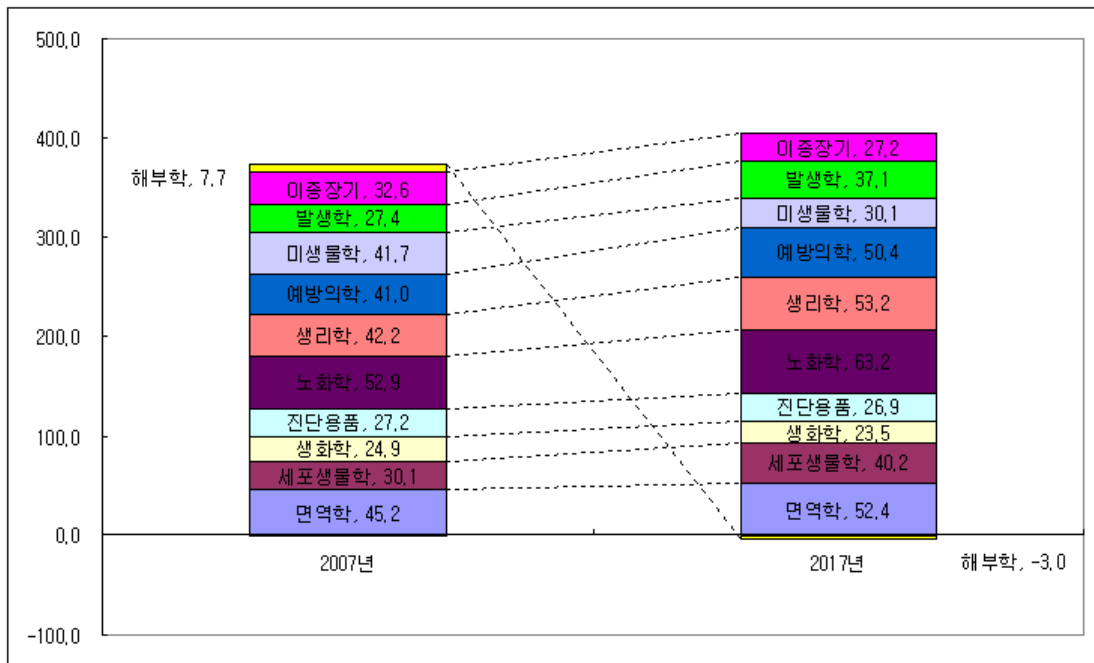 500,0
400,0
300,0
200,0
100,0
0,0
-100,0
해부학, 7,7
이종장기, 32,6
발생학, 27,4
미생물학, 41,7
예방의학, 41,0
생리학, 42,2
노화학, 52,9
진단용품, 27,2
생화학, 24,9
세포생물학, 30,1
면역학, 45,2
2007년
이종장기, 27,2
발생학, 37,1
미생물학, 30,1
예방의학, 50,4
생리학, 53,2
노화학, 63,2
진단용품, 26,9
생화학, 23,5
세포생물학, 40,2
면역학, 52,4
2017년
해부학, -3,0